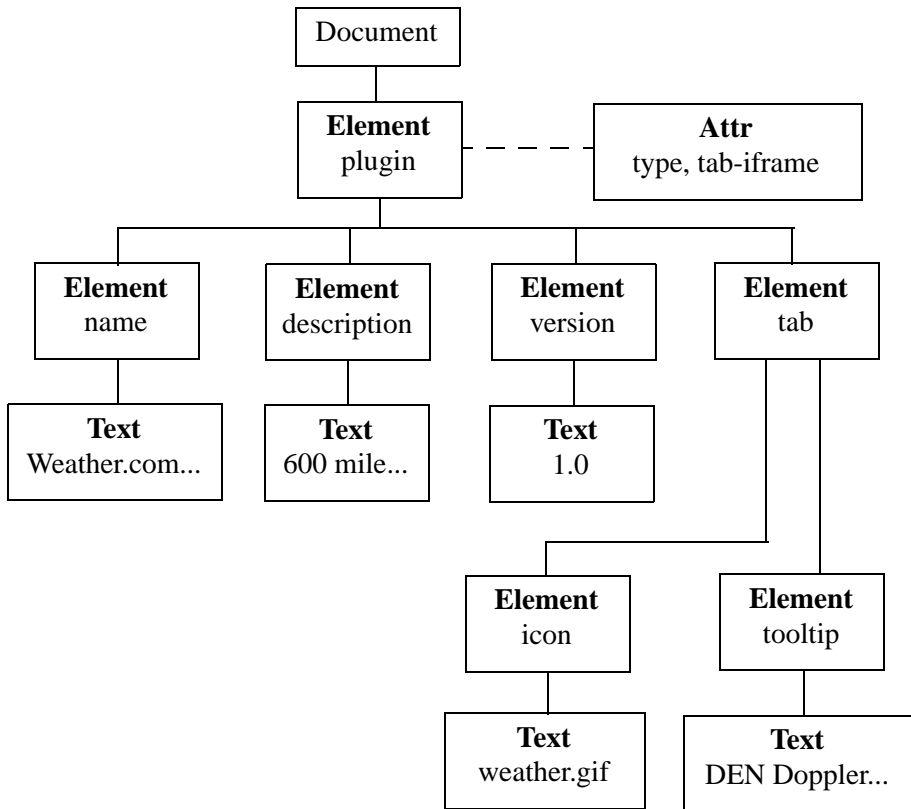 Document
Element
plugin
Attr
type, tab-iframe
Element
name
Element
description
Element
version
Element
tab
Text
Weather.com...
Text
600 mile...
Text
1.0
Element
icon
Element
tooltip
Text
weather.gif
Text
DEN Doppler...